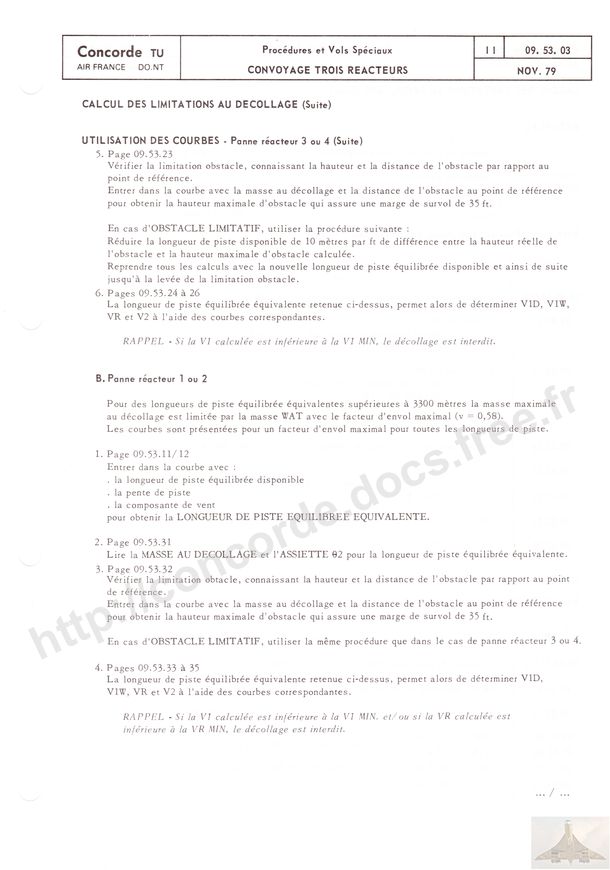 Concorde TU
AIR FRANCE DO.NT
Procédures et Vols Spéciaux
CONVOYAGE TROIS REACTEURS
II
09. 53. 03
NOV. 79
CALCUL DES LIMITATIONS AU DECOLLAGE (Suite)
UTILISATION DES COURBES - Panne réacteur 3 ou 4 (Suite)
5. Page 09.53.23
Vérifier la limitation obstacle, connaissant la hauteur et la distance de l'obstacle par rapport au
point de référence.
Entrer dans la courbe avec la masse au décollage et la distance de l'obstacle au point de référence
pour obtenir la hauteur maximale d'obstacle qui assure une marge de survol de 35 ft.
En cas d'OBSTACLE LIMITATIF, utiliser la procédure suivante :
Réduire la longueur de piste disponible de 10 mètres par ft de différence entre la hauteur réelle de
l'obstacle et la hauteur maximale d'obstacle calculée.
Reprendre tous les calculs avec la nouvelle longueur de piste équilibrée disponible et ainsi de suite
jusqu'à la levée de la limitation obstacle.
6. Pages 09.53.24 à 26
La longueur de piste équilibrée équivalente retenue ci-dessus, permet alors de déterminer V1D, V1W,
VR et V2 à l'aide des courbes correspondantes.
RAPPEL - Si la V1 calculée est inférieure à la V1 MIN, le décollage est interdit.
B. Panne réacteur 1 ou 2
Pour des longueurs de piste équilibrée équivalentes supérieures à 3300 mètres la masse maximale
au décollage est limitée par la masse WAT avec le facteur d'envol maximal (v = 0,58).
Les courbes sont présentées pour un facteur d'envol maximal pour toutes les longueurs de piste.
1. Page 09.53.11/12
Entrer dans la courbe avec :
. la longueur de piste équilibrée disponible
. la pente de piste
. la composante de vent
pour obtenir la LONGUEUR DE PISTE EQUILIBREE EQUIVALENTE.
2. Page 09.53.31
Lire la MASSE AU DECOLLAGE et l'ASSIETTE θ2 pour la longueur de piste équilibrée équivalente.
3. Page 09.53.32
Vérifier la limitation obtacle, connaissant la hauteur et la distance de l'obstacle par rapport au point
de référence.
Entrer dans la courbe avec la masse au décollage et la distance de l'obstacle au point de référence
pour obtenir la hauteur maximale d'obstacle qui assure une marge de survol de 35 ft.
En cas d'OBSTACLE LIMITATIF, utiliser la même procédure que dans le cas de panne réacteur 3 ou 4.
4. Pages 09.53.33 à 35
La longueur de piste équilibrée équivalente retenue ci-dessus, permet alors de déterminer V1D,
V1W, VR et V2 à l'aide des courbes correspondantes.
RAPPEL - Si la V1 calculée est inférieure à la V1 MIN. et/ou si la VR calculée est
inférieure à la VR MIN, le décollage est interdit.
... / ...
http://concorde.docs.free.fr